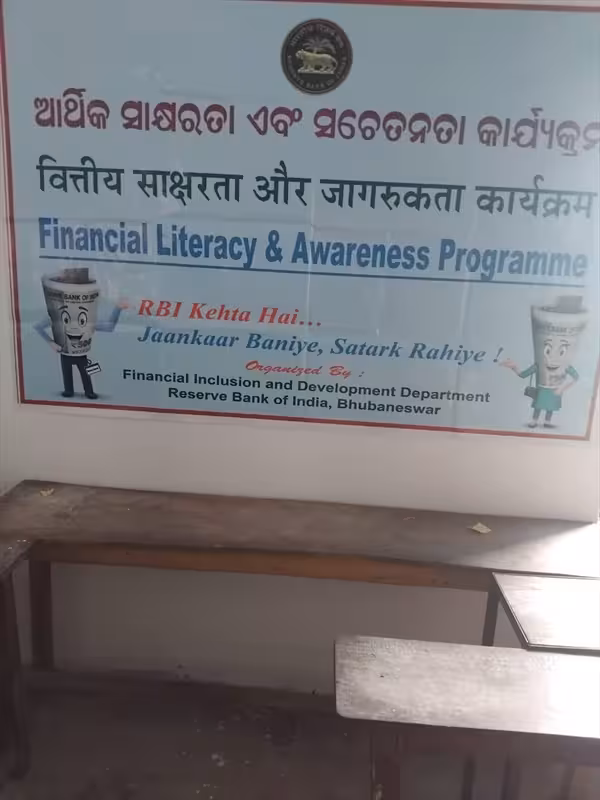 ଆର୍ଥିକ ସାକ୍ଷରତା ଏବଂ ସଚେତନତା କାର୍ଯ୍ୟକ୍ରମ
वित्तीय साक्षरता और जागरुकता कार्यक्रम
Financial Literacy & Awareness Programme
RBI Kehta Hai...
Jaankaar Baniye, Satark Rahiye !
Organized By :
Financial Inclusion and Development Department
Reserve Bank of India, Bhubaneswar